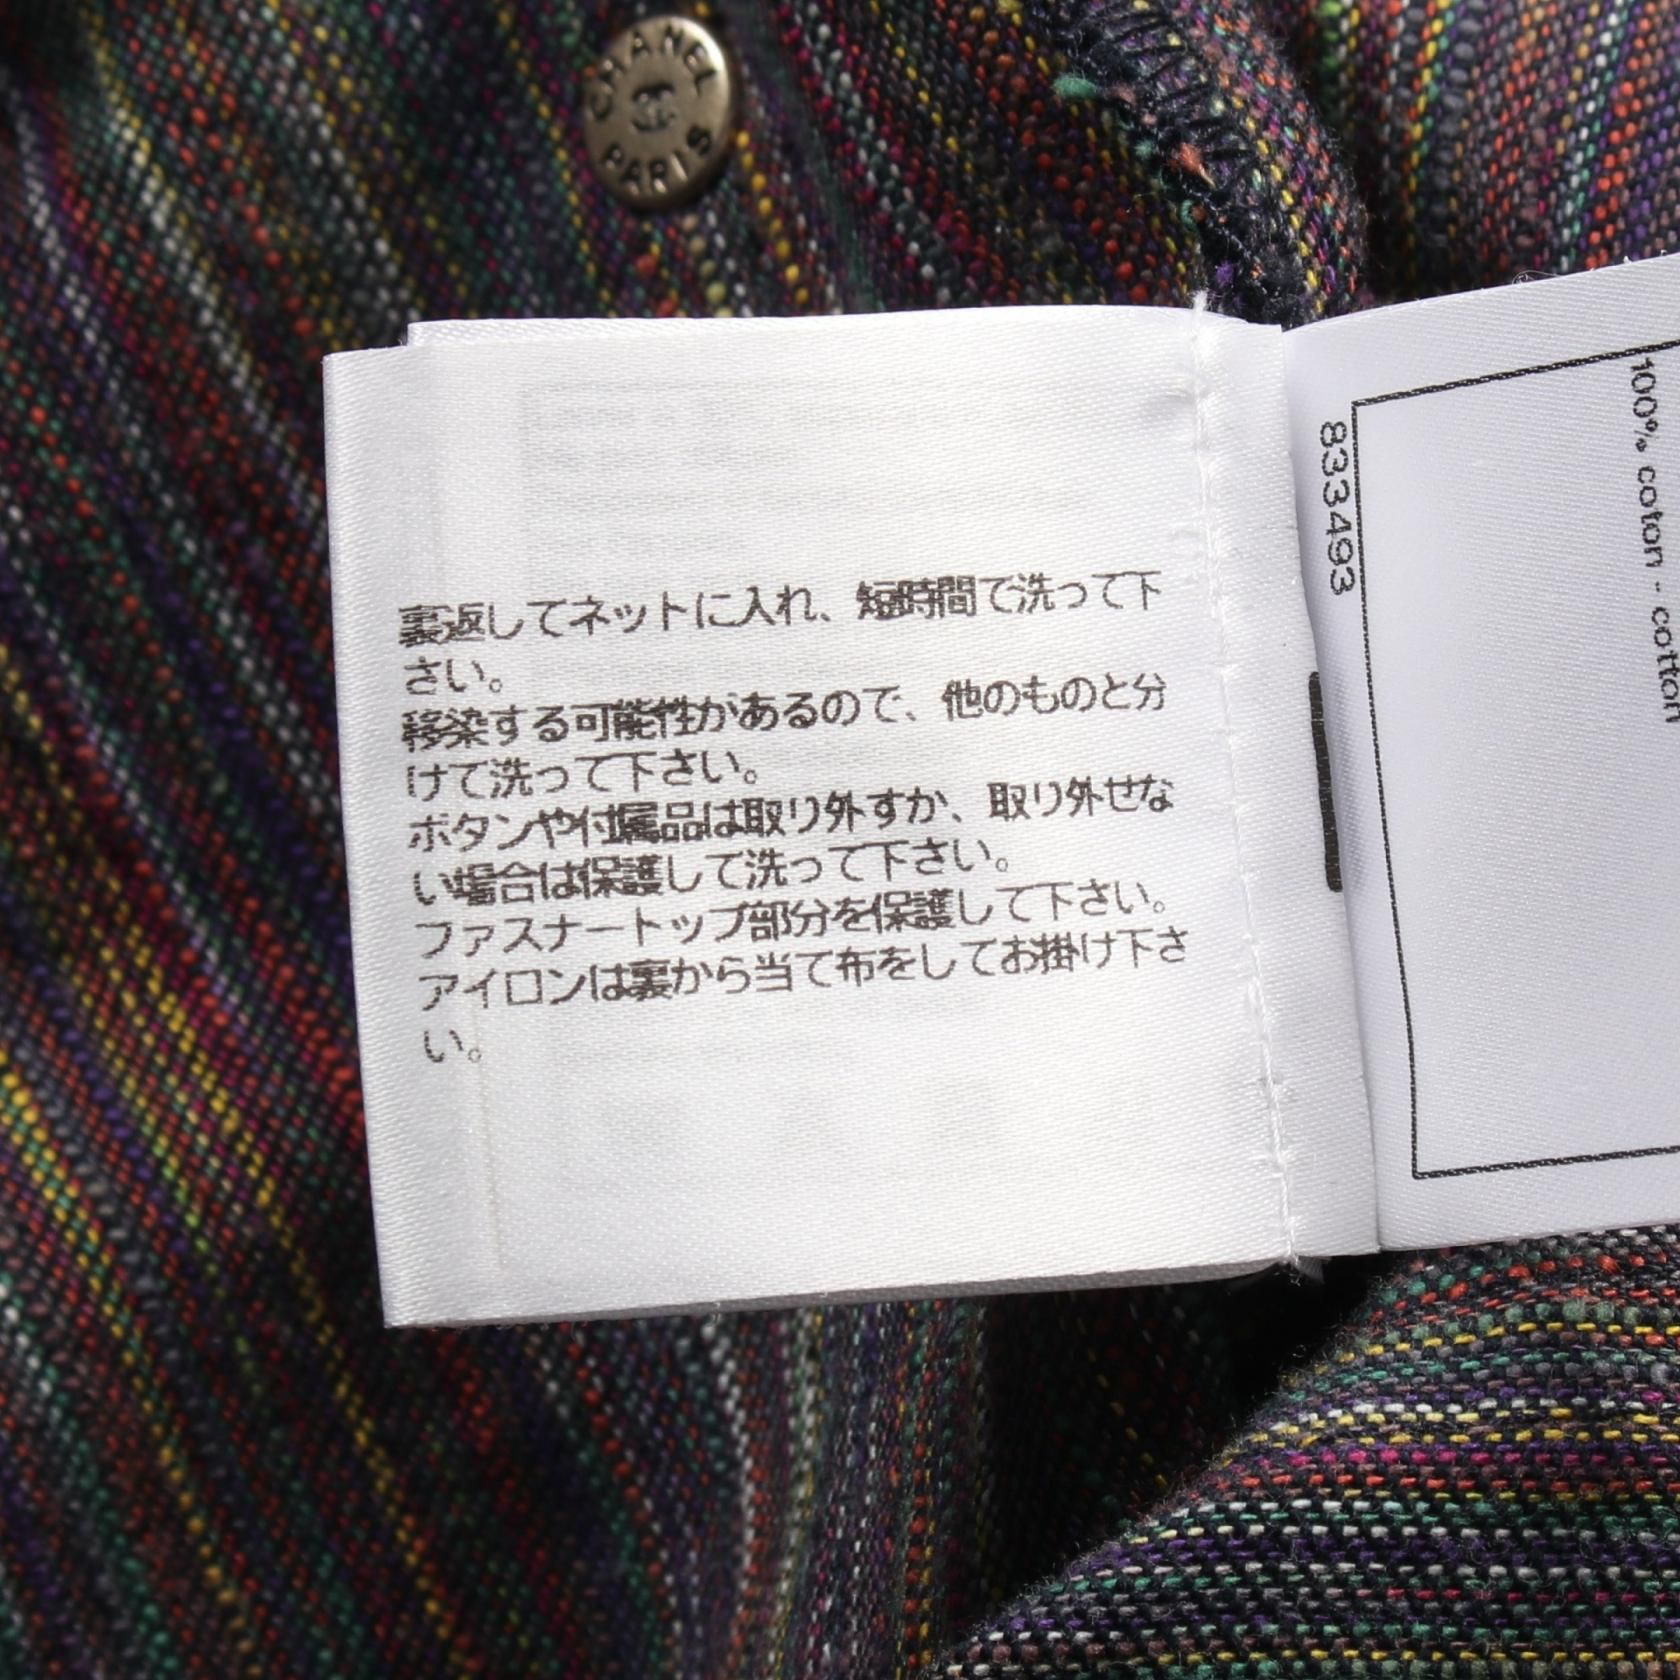 CHANEL
PARIS
裏返してネットに入れ、短時間で洗って下
さい。
移染する可能性があるので、他のものと分
けて洗って下さい。
ボタンや付属品は取り外すか、取り外せな
い場合は保護して洗って下さい。
ファスナートップ部分を保護して下さい。
アイロンは裏から当て布をしてお掛け下さ
い。
833493
100% coton - cotton